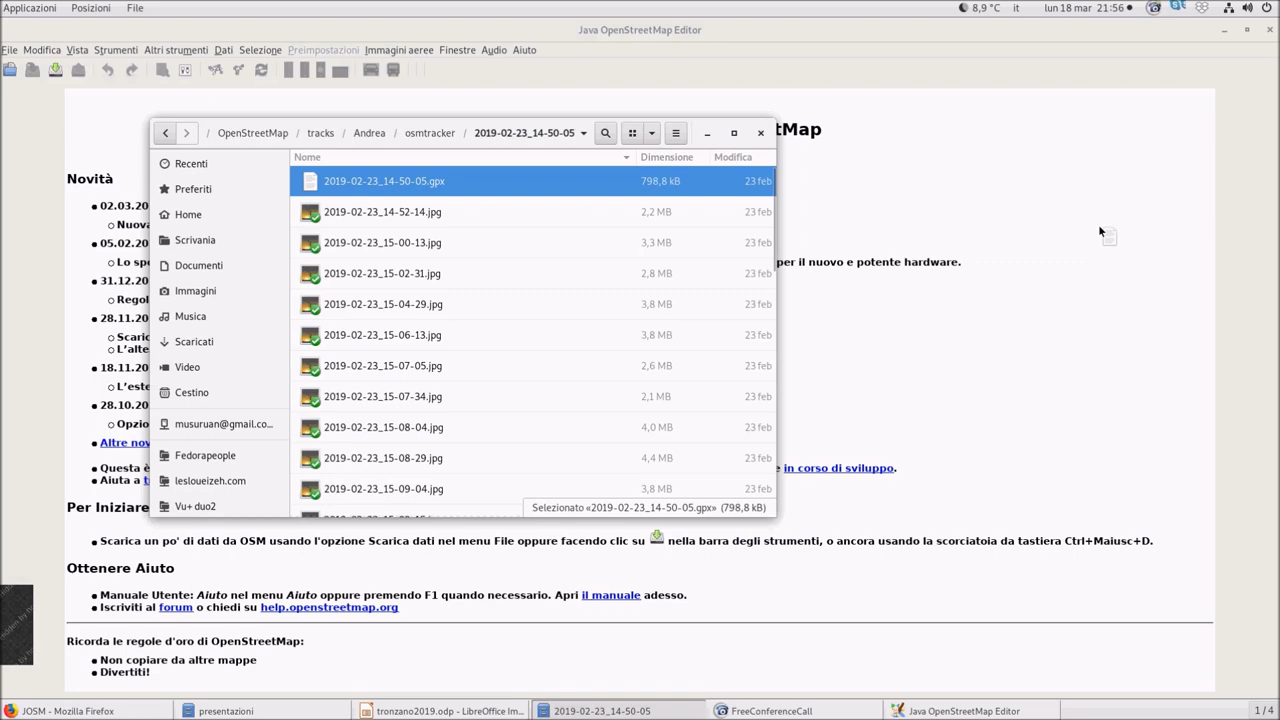 Applicazioni Posizioni File 8,9 °C it lun 18 mar 21:56
Java OpenStreetMap Editor
File Modifica Vista Strumenti Altri strumenti Dati Selezione Preimpostazioni Immagini aeree Finestre Audio Aiuto
tMap
/ OpenStreetMap / tracks / Andrea / osmtracker / 2019-02-23_14-50-05
Nome Dimensione Modifica
Recenti
Preferiti
Home
Scrivania
Documenti
Immagini
Musica
Scaricati
Video
Cestino
musuruan@gmail.co...
Fedorapeople
lesloueizeh.com
Vu+ duo2
2019-02-23_14-50-05.gpx 798,8 kB 23 feb
2019-02-23_14-52-14.jpg 2,2 MB 23 feb
2019-02-23_15-00-13.jpg 3,3 MB 23 feb
2019-02-23_15-02-31.jpg 2,8 MB 23 feb
2019-02-23_15-04-29.jpg 3,8 MB 23 feb
2019-02-23_15-06-13.jpg 3,8 MB 23 feb
2019-02-23_15-07-05.jpg 2,6 MB 23 feb
2019-02-23_15-07-34.jpg 2,1 MB 23 feb
2019-02-23_15-08-04.jpg 4,0 MB 23 feb
2019-02-23_15-08-29.jpg 4,4 MB 23 feb
2019-02-23_15-09-04.jpg 3,8 MB 23 feb
Selezionato «2019-02-23_14-50-05.gpx» (798,8 kB)
Novità
02.03.20
Nuova
05.02.20
Lo spe per il nuovo e potente hardware.
31.12.20
Regol
28.11.20
Scaric
L'alte
18.11.20
L'este
28.10.20
Opzio
Altre nov
Questa è e in corso di sviluppo.
Aiuta a t
Per Iniziare
Scarica un po' di dati da OSM usando l'opzione Scarica dati nel menu File oppure facendo clic su nella barra degli strumenti, o ancora usando la scorciatoia da tastiera Ctrl+Maiusc+D.
Ottenere Aiuto
Manuale Utente: Aiuto nel menu Aiuto oppure premendo F1 quando necessario. Apri il manuale adesso.
Iscriviti al forum o chiedi su help.openstreetmap.org
Ricorda le regole d'oro di OpenStreetMap:
Non copiare da altre mappe
Divertiti!
JOSM - Mozilla Firefox presentazioni tronzano2019.odp - LibreOffice Im... 2019-02-23_14-50-05 FreeConferenceCall Java OpenStreetMap Editor 1 / 4